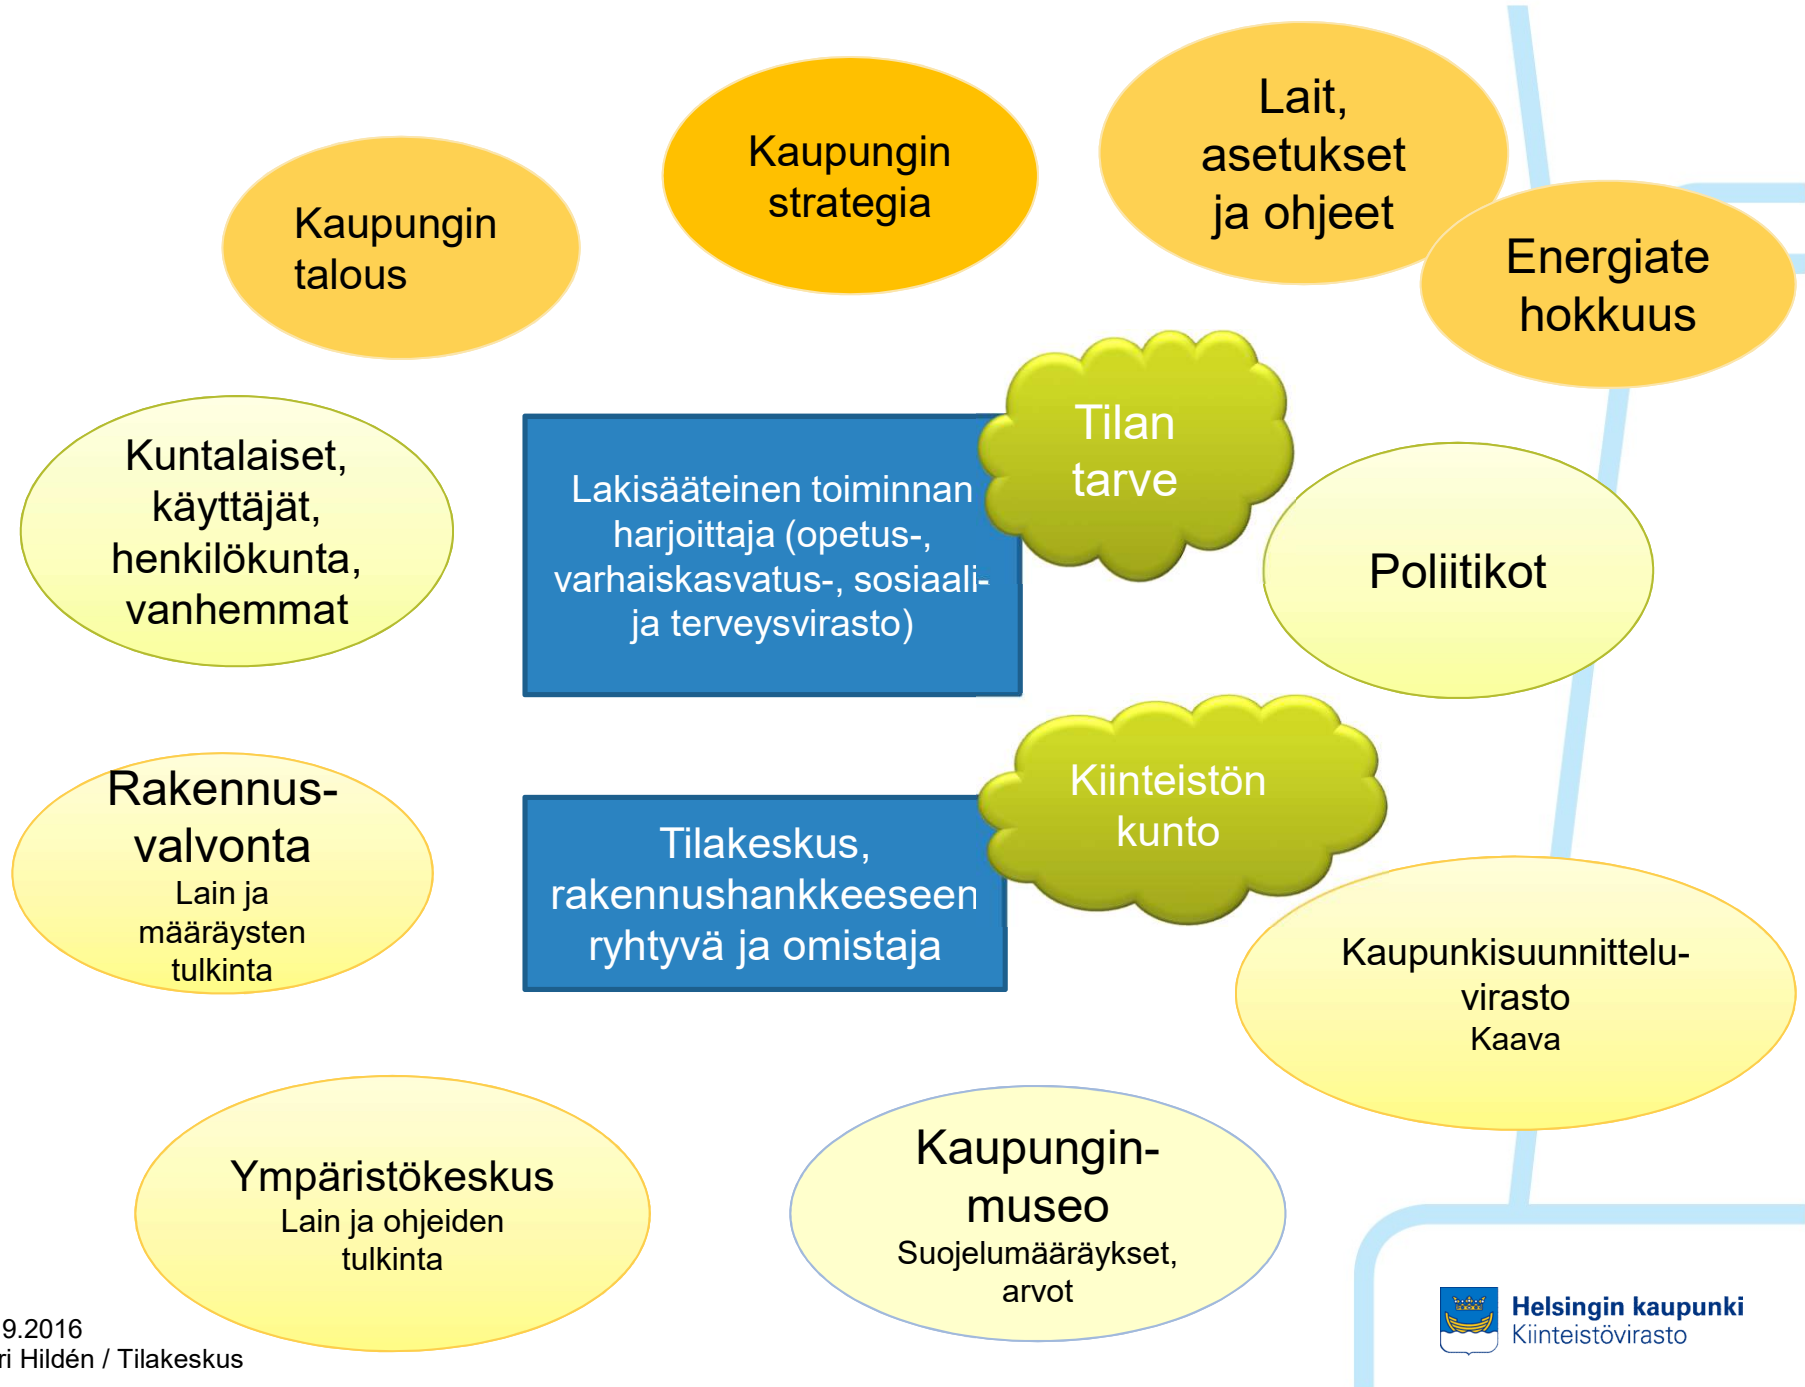 Kaupungin
talous
Kaupungin
strategia
Lait,
asetukset
ja ohjeet
Energiate
hokkuus
Kuntalaiset,
käyttäjät,
henkilökunta,
vanhemmat
Lakisääteinen toiminnan
harjoittaja (opetus-,
varhaiskasvatus-, sosiaali-
ja terveysvirasto)
Tilan
tarve
Poliitikot
Rakennus-
valvonta
Lain ja
määräysten
tulkinta
Tilakeskus,
rakennushankkeeseen
ryhtyvä ja omistaja
Kiinteistön
kunto
Kaupunkisuunnittelu-
virasto
Kaava
Ympäristökeskus
Lain ja ohjeiden
tulkinta
Kaupungin-
museo
Suojelumääräykset,
arvot
9.2016
ri Hildén / Tilakeskus
Helsingin kaupunki
Kiinteistövirasto